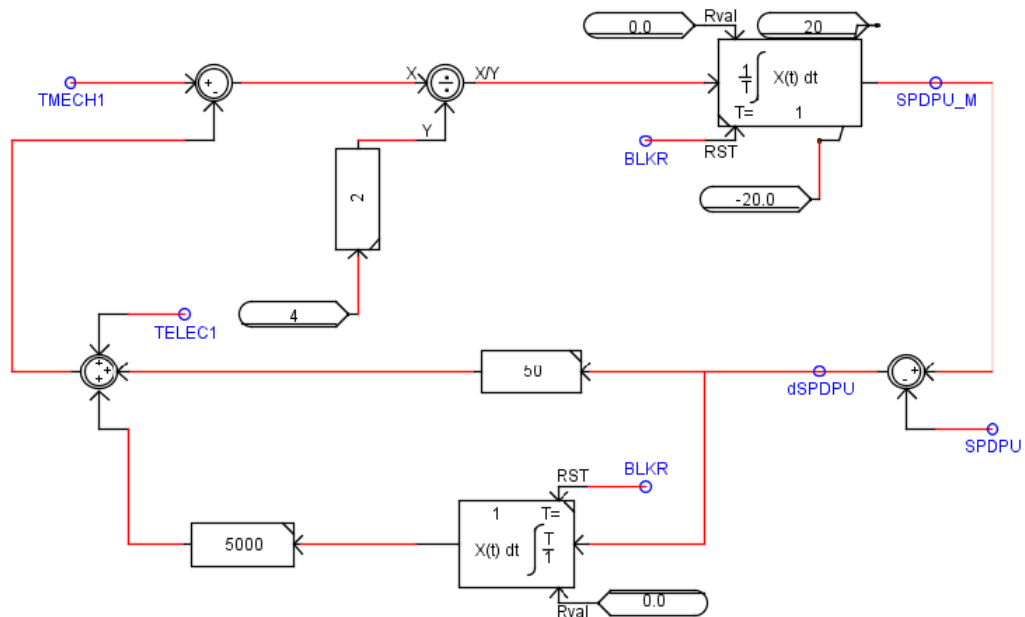 0.0
Rval
20
TMECH1
+
-
X
÷
X/Y
1
T
X(t) dt
T=
1
SPDPU_M
BLKR
RST
Y
2
-20.0
4
TELEC1
+
+
+
50
dSPDPU
+
-
SPDPU
BLKR
RST
1
T=
X(t) dt
T
1
5000
Rval
0.0